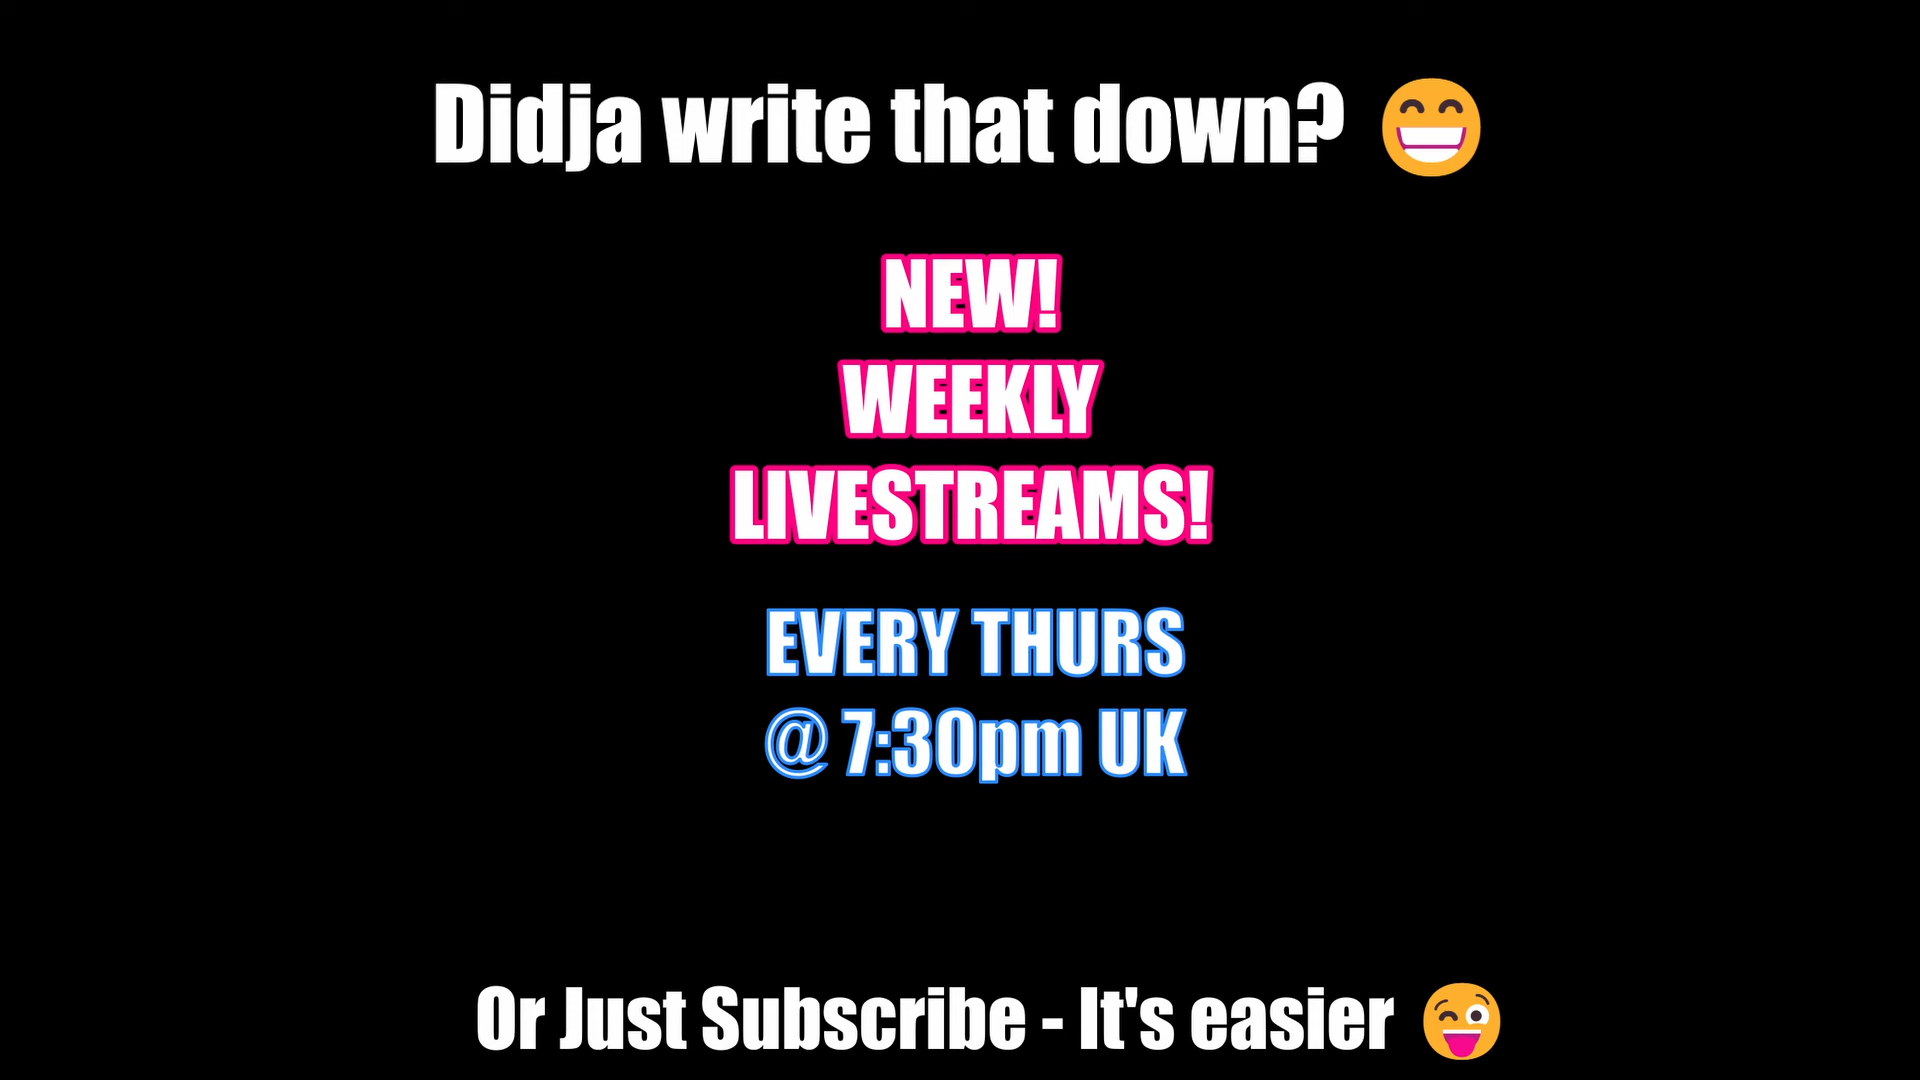 Didja write that down? 😁
NEW!
WEEKLY
LIVESTREAMS!
EVERY THURS
@ 7:30pm UK
Or Just Subscribe - It's easier 😜